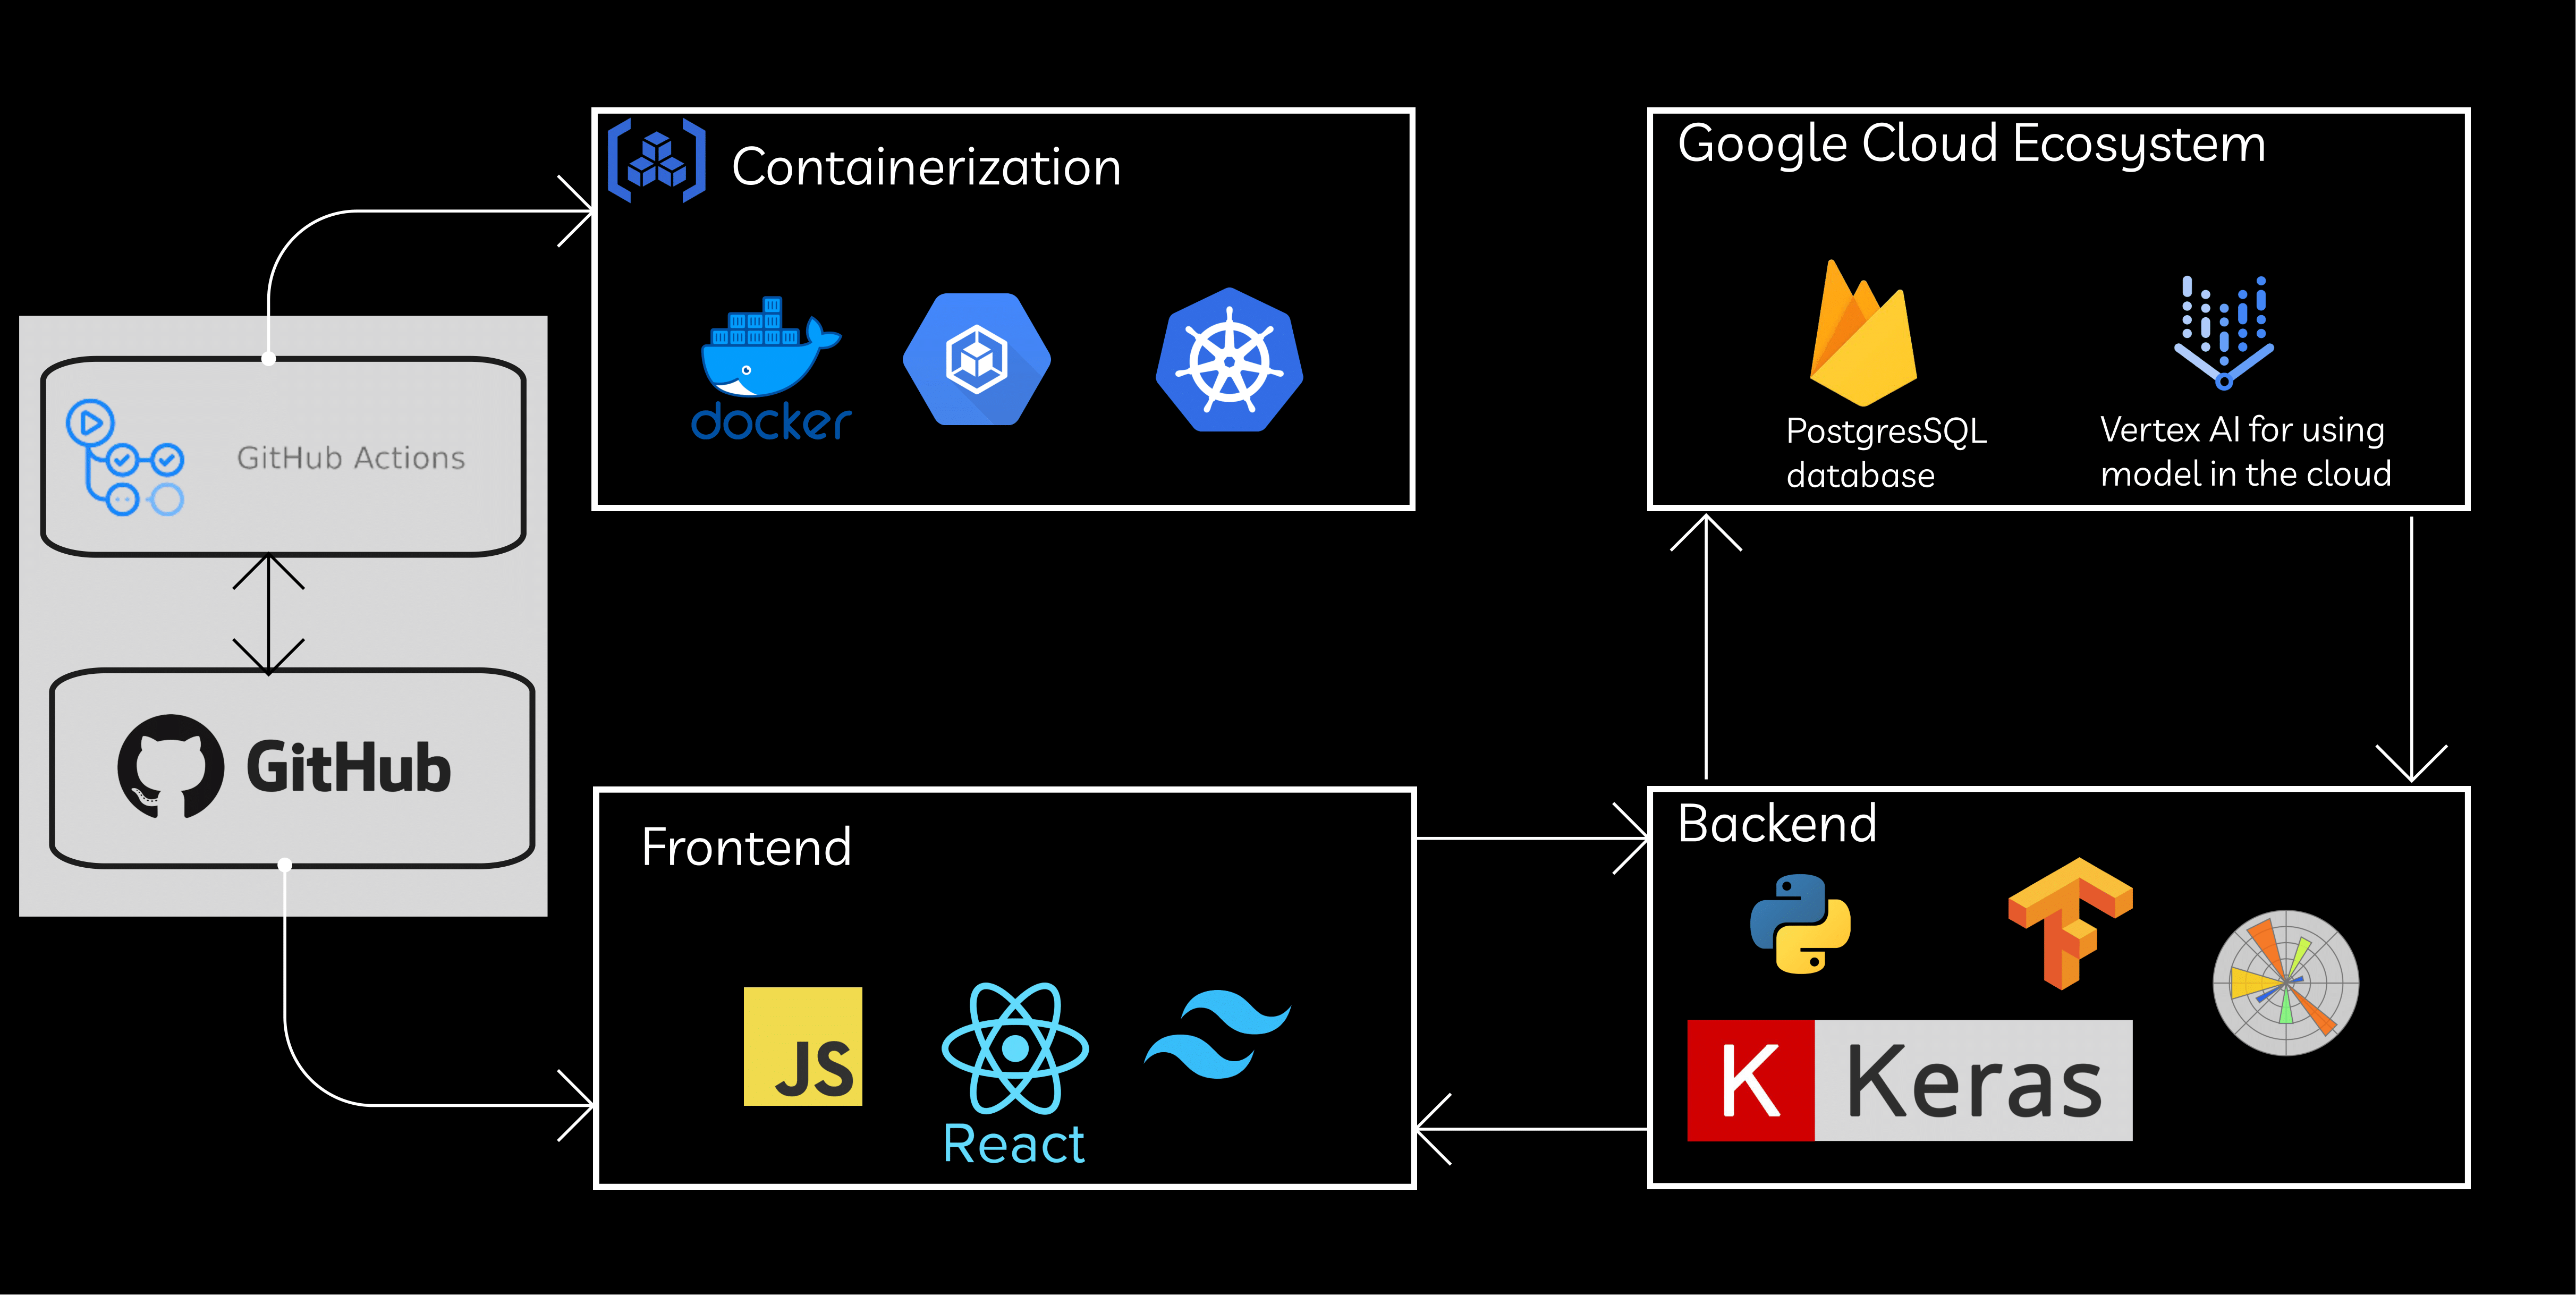 Containerization
docker
Google Cloud Ecosystem
PostgresSQL
database
Vertex AI for using
model in the cloud
GitHub Actions
GitHub
Frontend
JS
React
Backend
K Keras